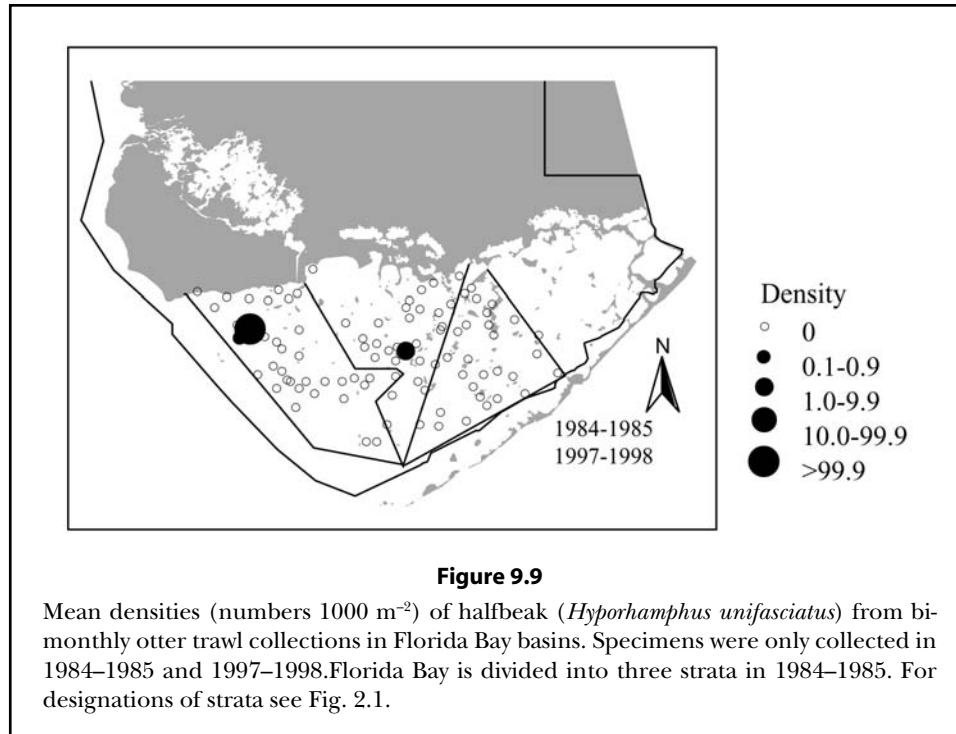 N
1984-1985
1997-1998
Density
0
0.1-0.9
1.0-9.9
10.0-99.9
>99.9
Figure 9.9
Mean densities (numbers 1000 m⁻²) of halfbeak (Hyporhamphus unifasciatus) from bi-
monthly otter trawl collections in Florida Bay basins. Specimens were only collected in
1984–1985 and 1997–1998.Florida Bay is divided into three strata in 1984–1985. For
designations of strata see Fig. 2.1.